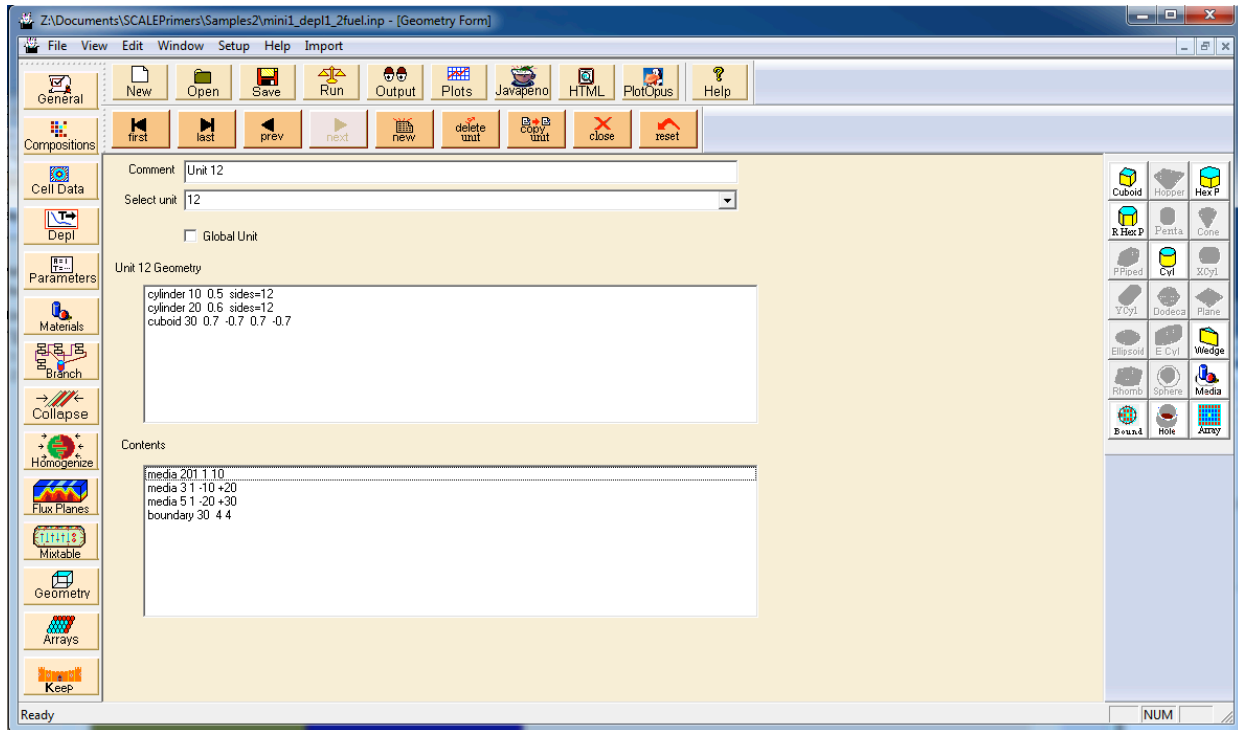 Z:\Documents\SCALEPrimers\Samples2\mini1_depl1_2fuel.inp - [Geometry Form]
File View Edit Window Setup Help Import
General
New Open Save Run Output Plots Javapeno HTML PlotOpus Help
Compositions
first last prev next new delete unit copy unit close reset
Cell Data
Depl
Parameters
Materials
Branch
Collapse
Homogenize
Flux Planes
Mixtable
Geometry
Arrays
Keep
Comment Unit 12
Select unit 12
Global Unit
Unit 12 Geometry
cylinder 10 0.5 sides=12
cylinder 20 0.6 sides=12
cuboid 30 0.7 -0.7 0.7 -0.7
Contents
media 201 1 10
media 3 1 -10 +20
media 5 1 -20 +30
boundary 30 4 4
Cuboid Hopper Hex P
R Hex P Penta Cone
PPiped Cyl XCyl
YCyl Dodeca Plane
Ellipsoid E Cyl Wedge
Rhomb Sphere Media
Bound Hole Array
Ready
NUM